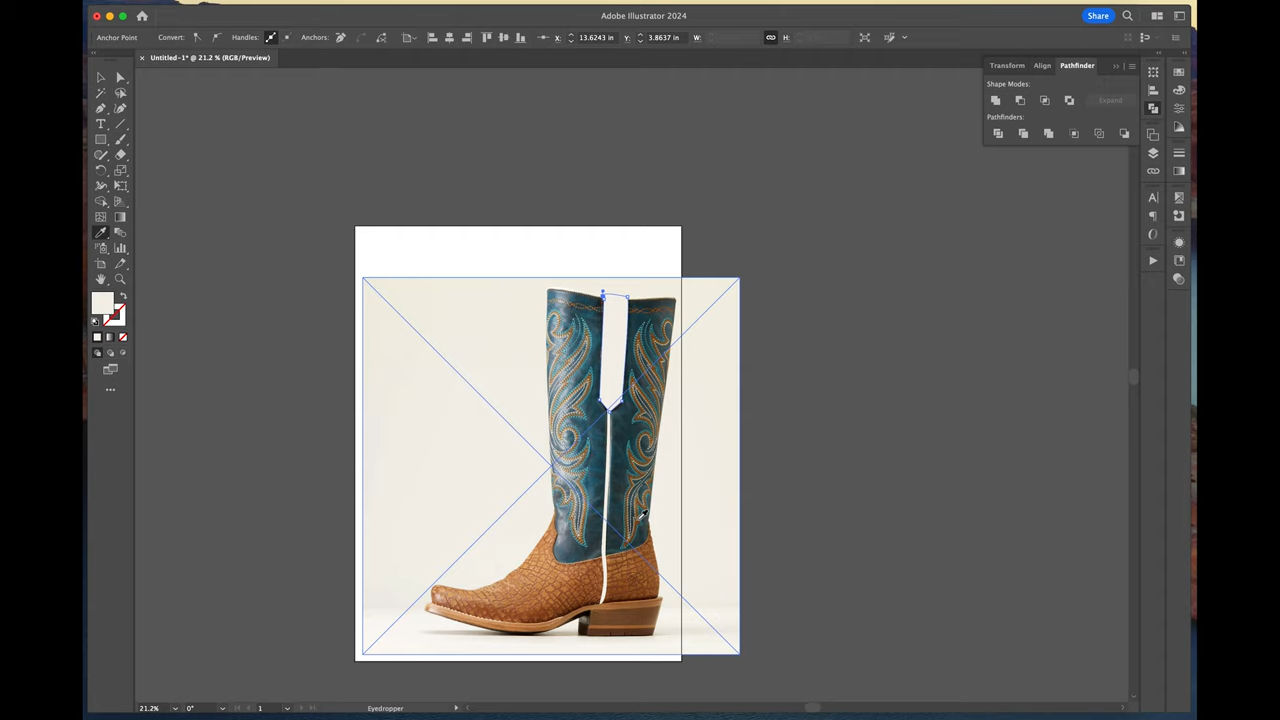 Adobe Illustrator 2024
Share
Anchor Point
Convert:
Handles:
Anchors:
X: 13.6243 in
Y: 3.8637 in
W:
H:
× Untitled-1* @ 21.2 % (RGB/Preview)
Transform Align Pathfinder
Shape Modes:
Expand
Pathfinders:
21.2%
0°
1
Eyedropper